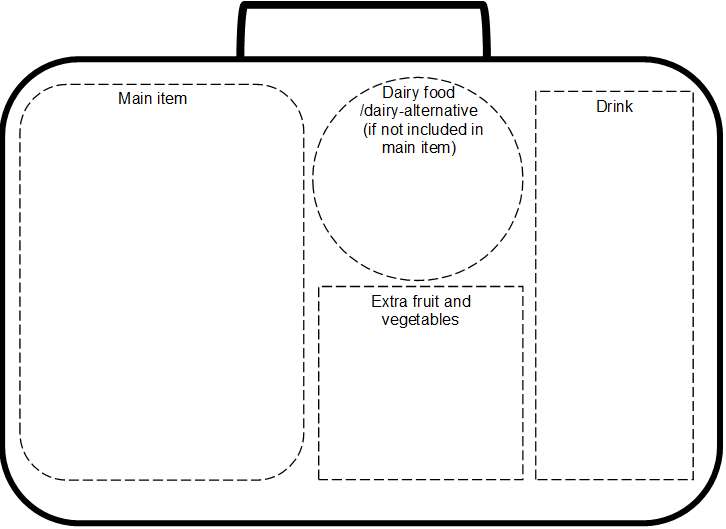 Main item
Dairy food
/dairy-alternative
(if not included in
main item)
Drink
Extra fruit and
vegetables